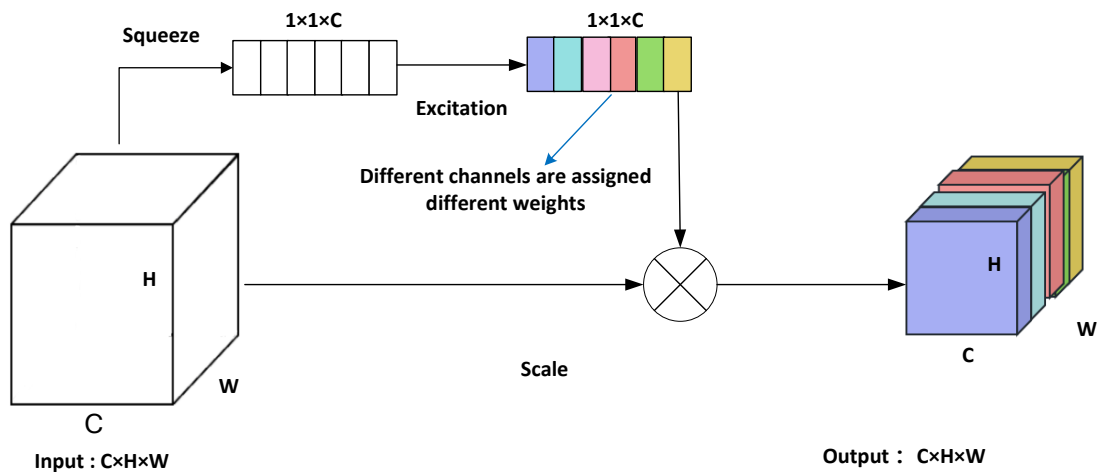 1×1×C
1×1×C
Squeeze
Excitation
Different channels are assigned
different weights
H
H
W
W
C
C
Scale
Input : C×H×W
Output： C×H×W